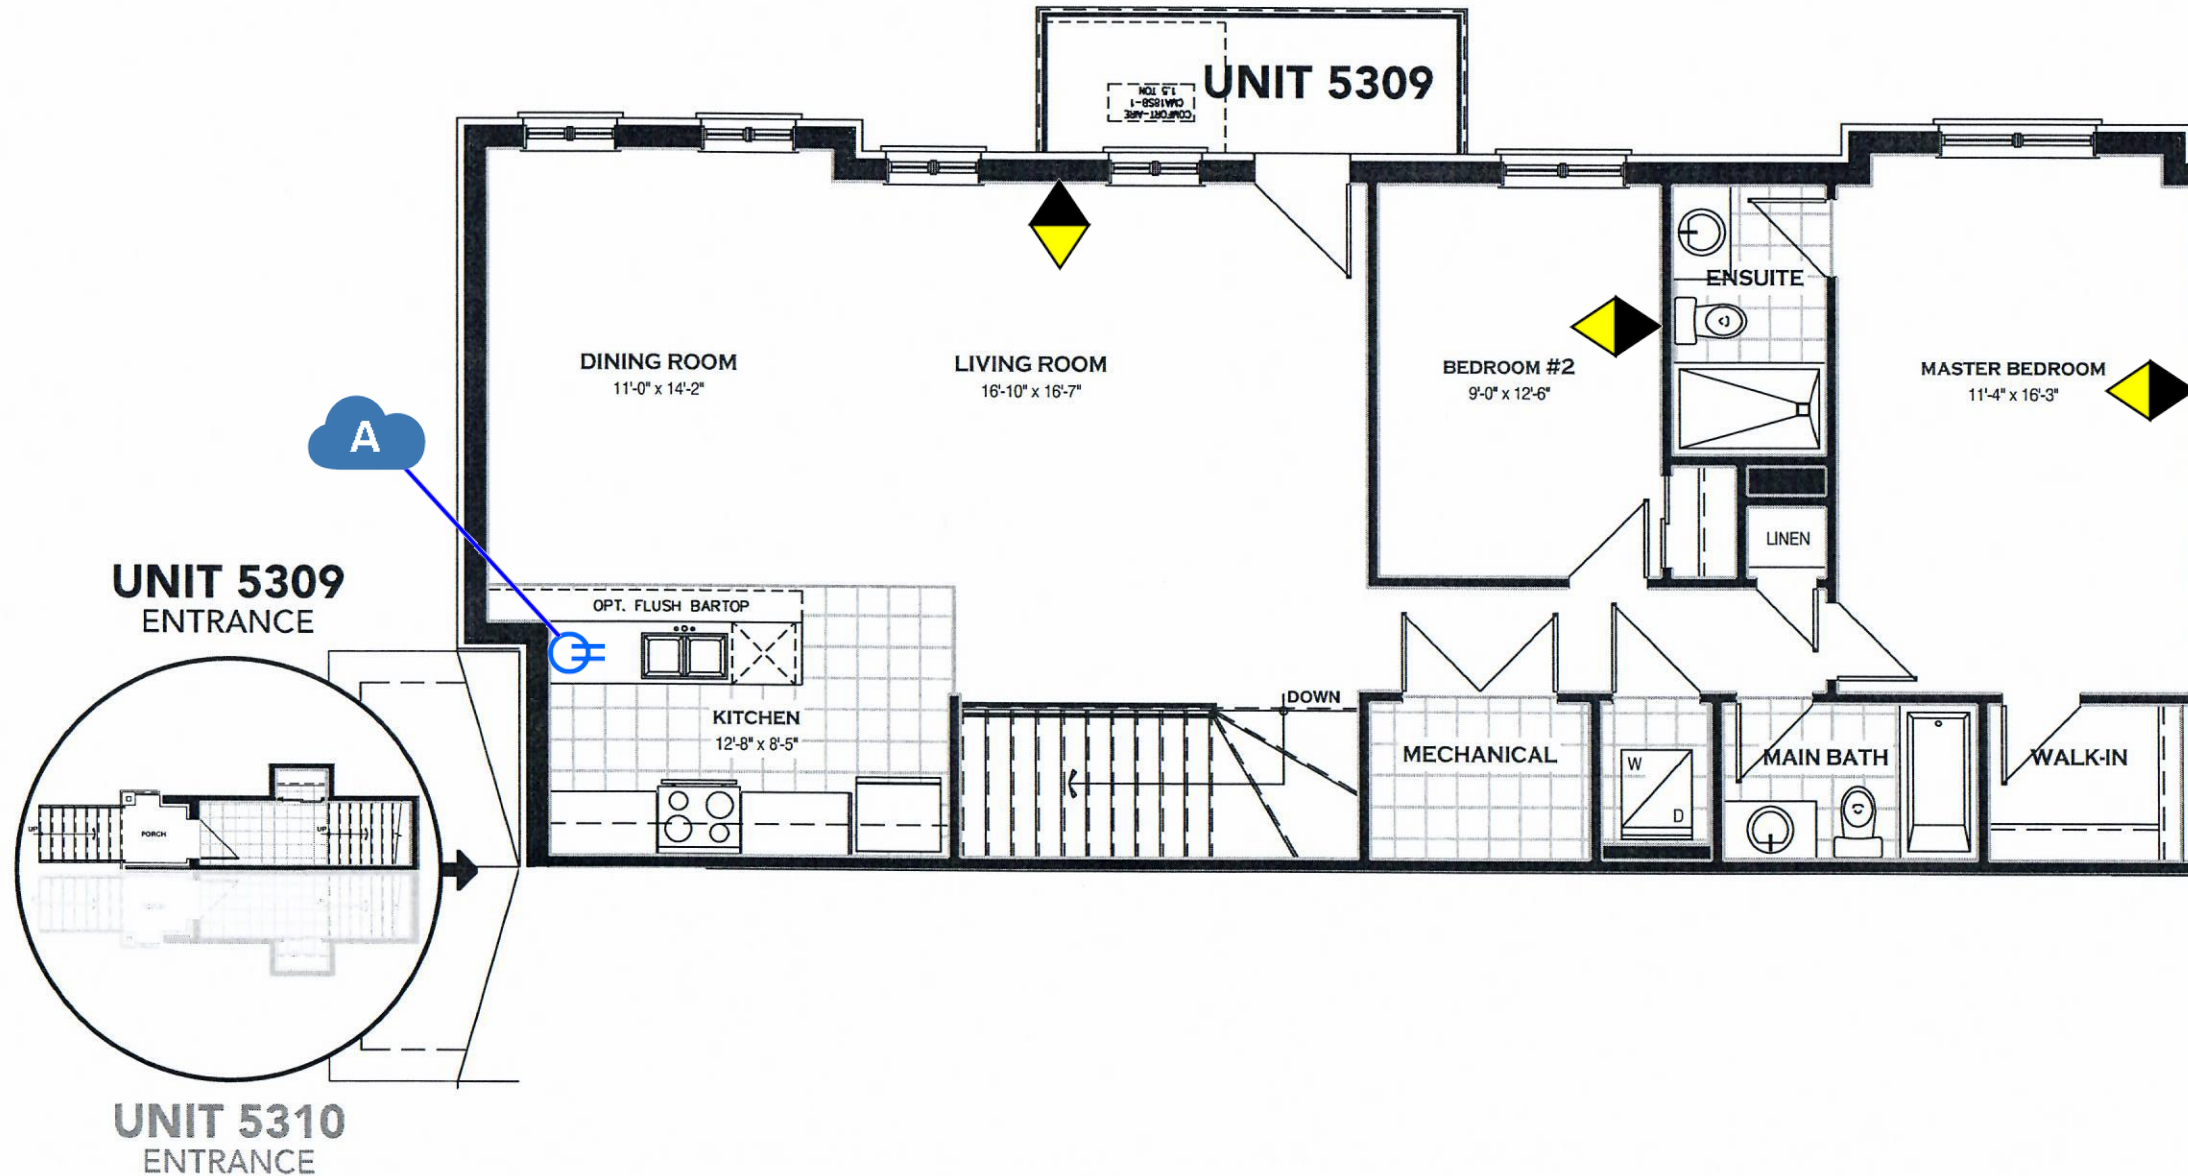 UNIT 5309
COMFORT-AIRE
CMA18SB-1
1.5 TON
ENSUITE
DINING ROOM
11'-0" x 14'-2"
LIVING ROOM
16'-10" x 16'-7"
BEDROOM #2
9'-0" x 12'-6"
MASTER BEDROOM
11'-4" x 16'-3"
A
LINEN
UNIT 5309
ENTRANCE
OPT. FLUSH BARTOP
DOWN
KITCHEN
12'-8" x 8'-5"
MECHANICAL
W
D
MAIN BATH
WALK-IN
UP
PORCH
UP
UNIT 5310
ENTRANCE